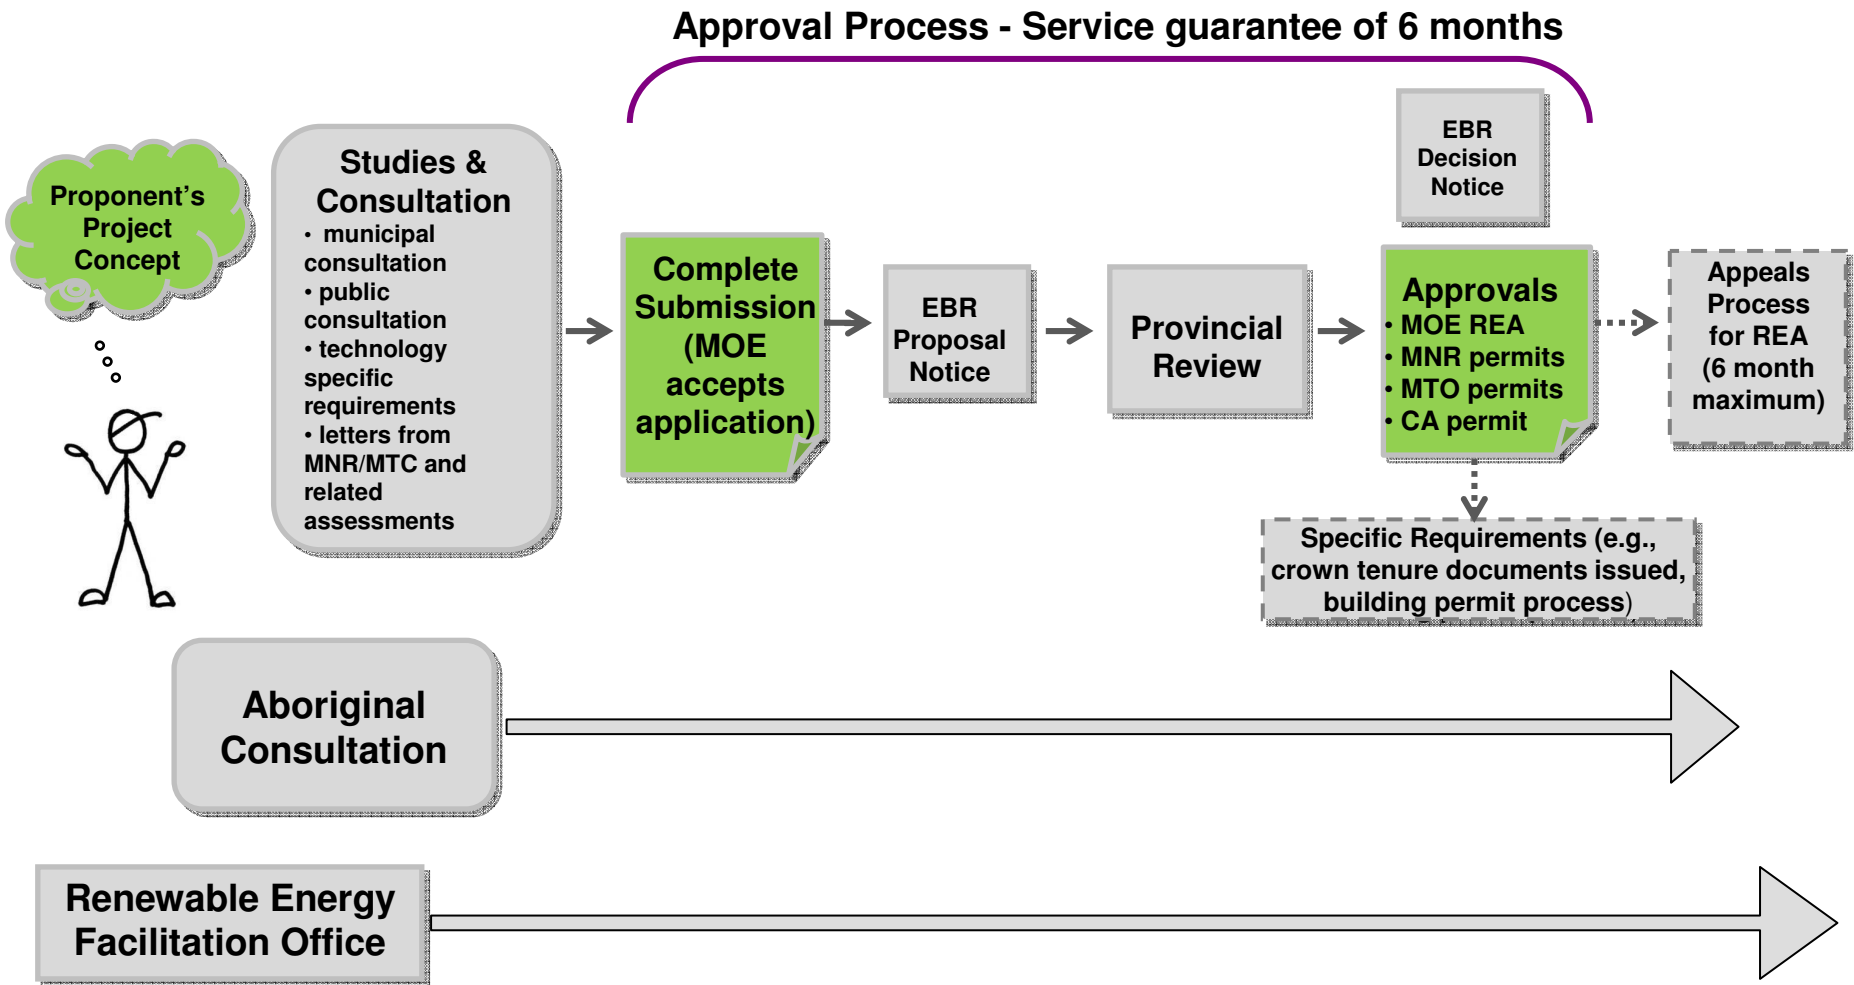 Approval Process - Service guarantee of 6 months
Proponent's
Project
Concept
Studies &
Consultation
• municipal
consultation
• public
consultation
• technology
specific
requirements
• letters from
MNR/MTC and
related
assessments
Complete
Submission
(MOE
accepts
application)
EBR
Proposal
Notice
Provincial
Review
EBR
Decision
Notice
Approvals
• MOE REA
• MNR permits
• MTO permits
• CA permit
Appeals
Process
for REA
(6 month
maximum)
Specific Requirements (e.g.,
crown tenure documents issued,
building permit process)
Aboriginal
Consultation
Renewable Energy
Facilitation Office